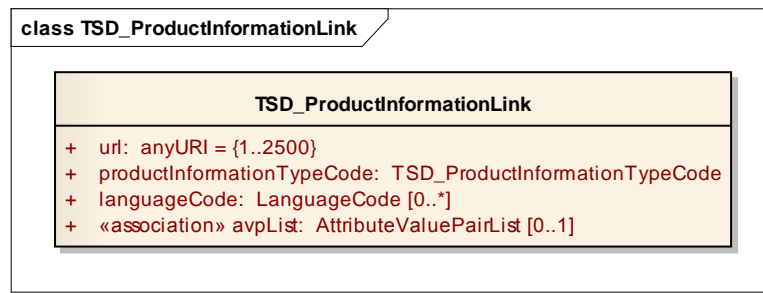 class TSD_ProductInformationLink
TSD_ProductInformationLink
+ url: anyURI = {1..2500}
+ productInformationTypeCode: TSD_ProductInformationTypeCode
+ languageCode: LanguageCode [0..*]
+ «association» avpList: AttributeValuePairList [0..1]